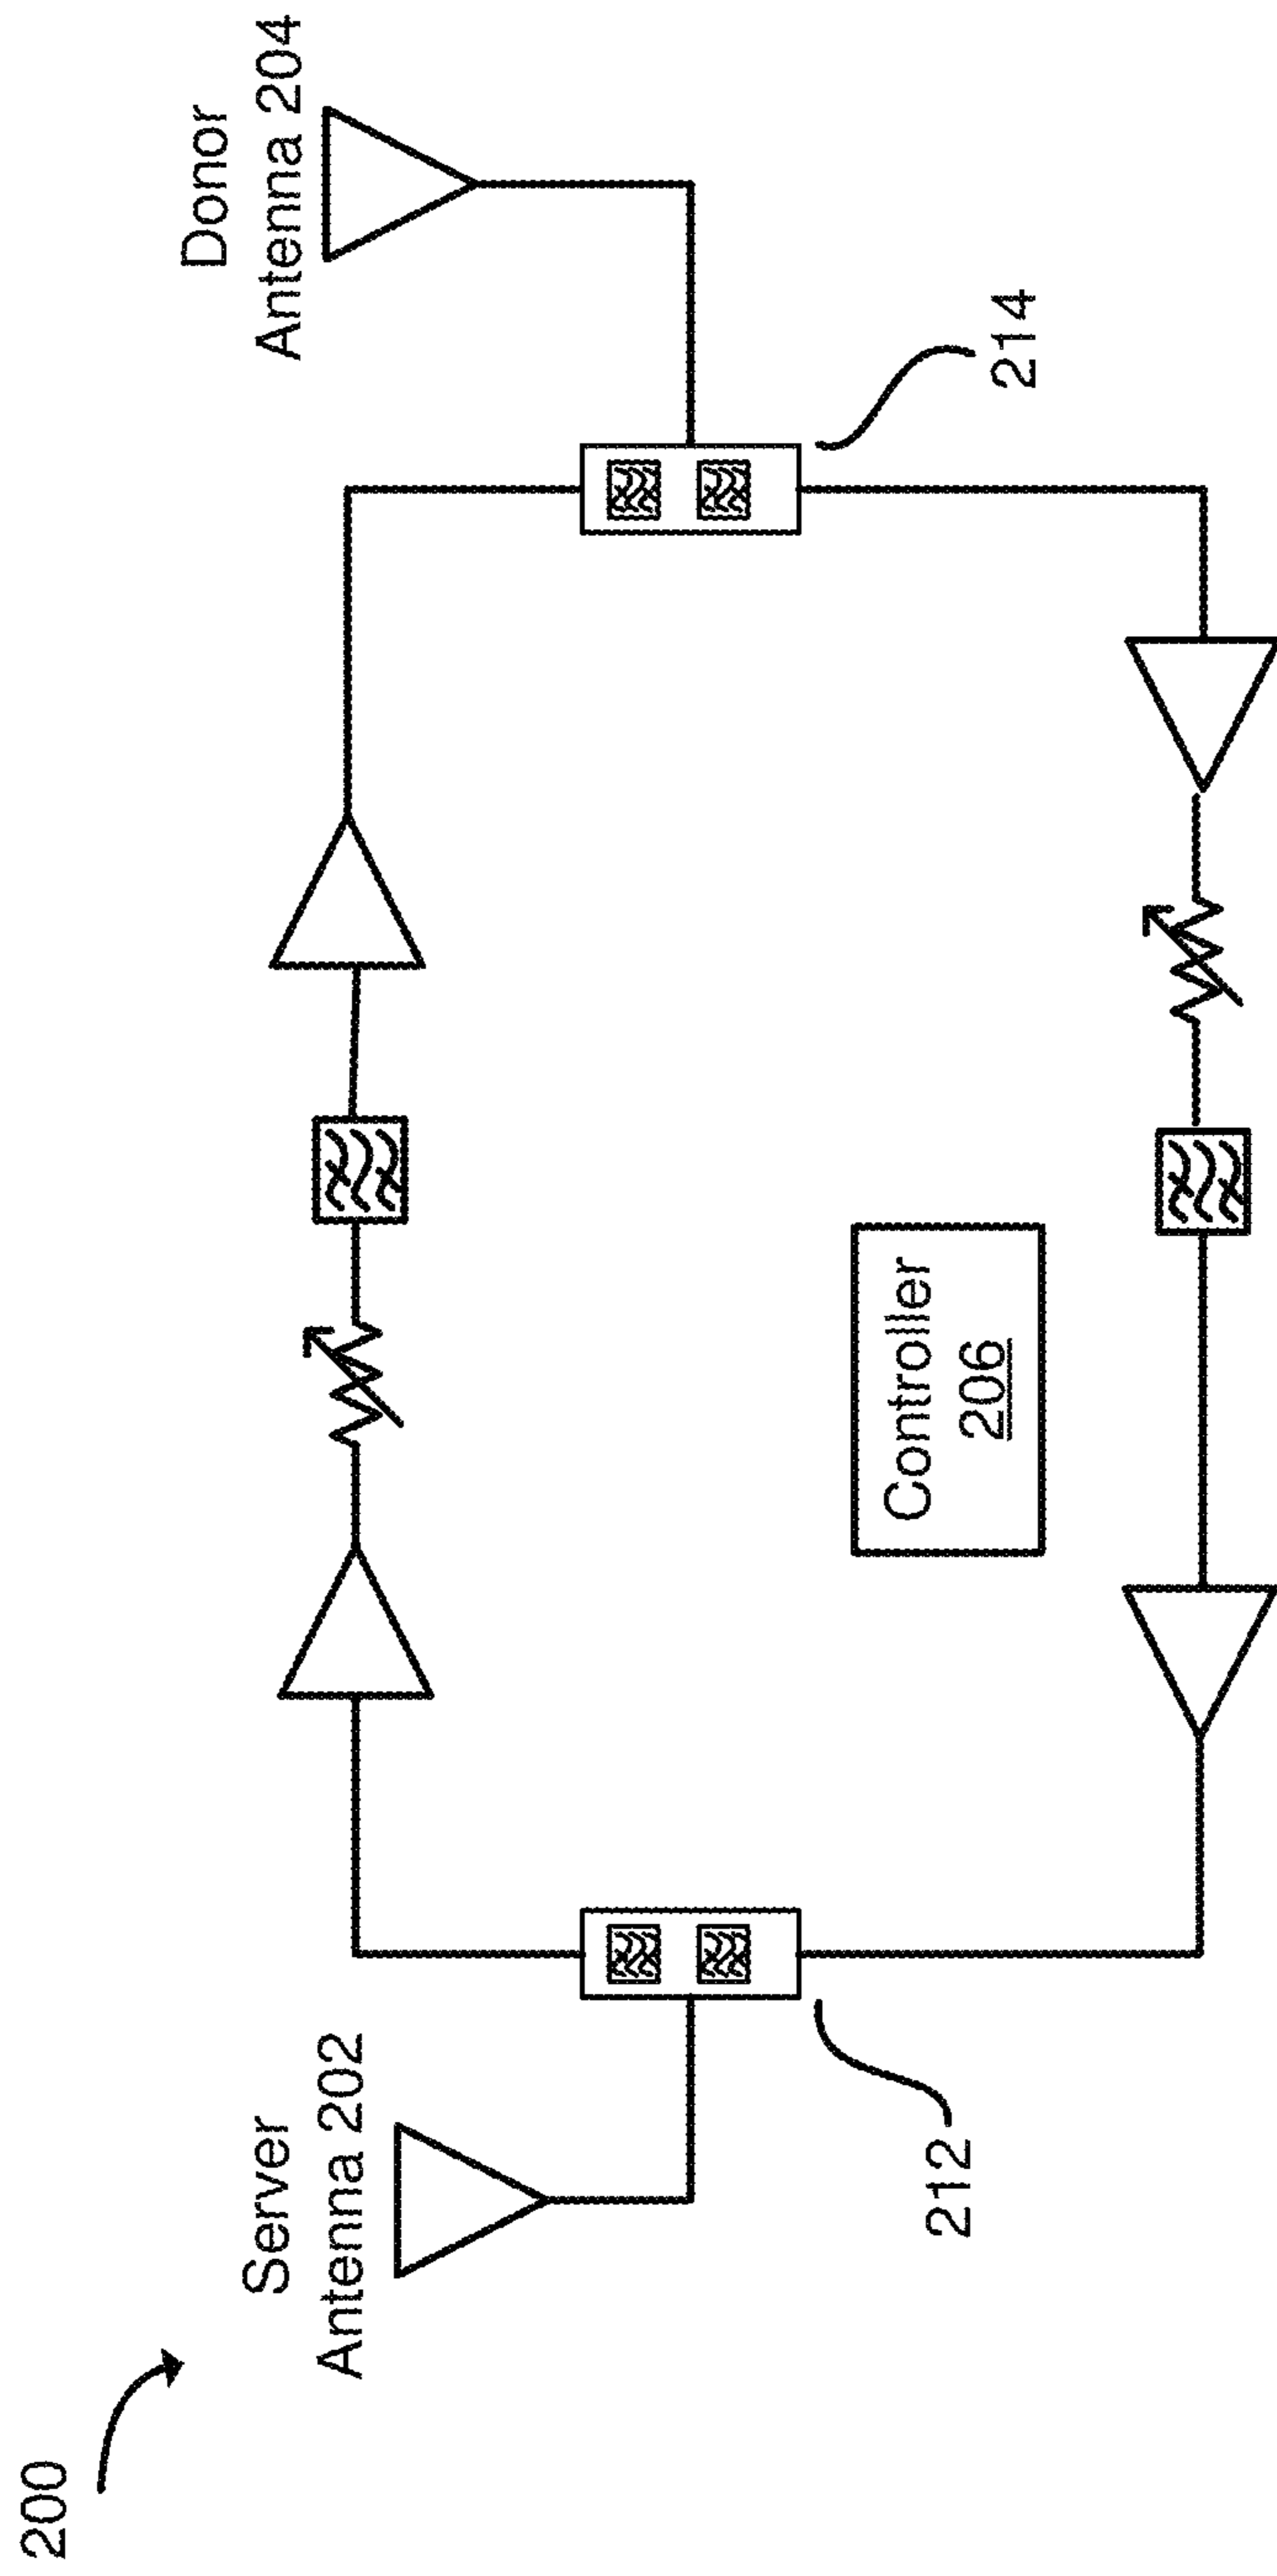 200
Server
Antenna 202
Donor
Antenna 204
212
214
Controller
206